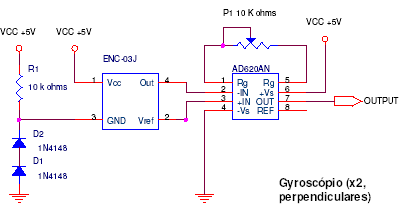 P1 10 K ohms
VCC +5V
VCC +5V
VCC +5V
ENC-03J
AD620AN
R1
10 k ohms
1 Vcc Out 4
3 GND Vref 2
1 Rg Rg 5
2 -IN +Vs 6
3 +IN OUT 7
4 -Vs REF 8
OUTPUT
D2
1N4148
D1
1N4148
Gyroscópio (x2,
perpendiculares)